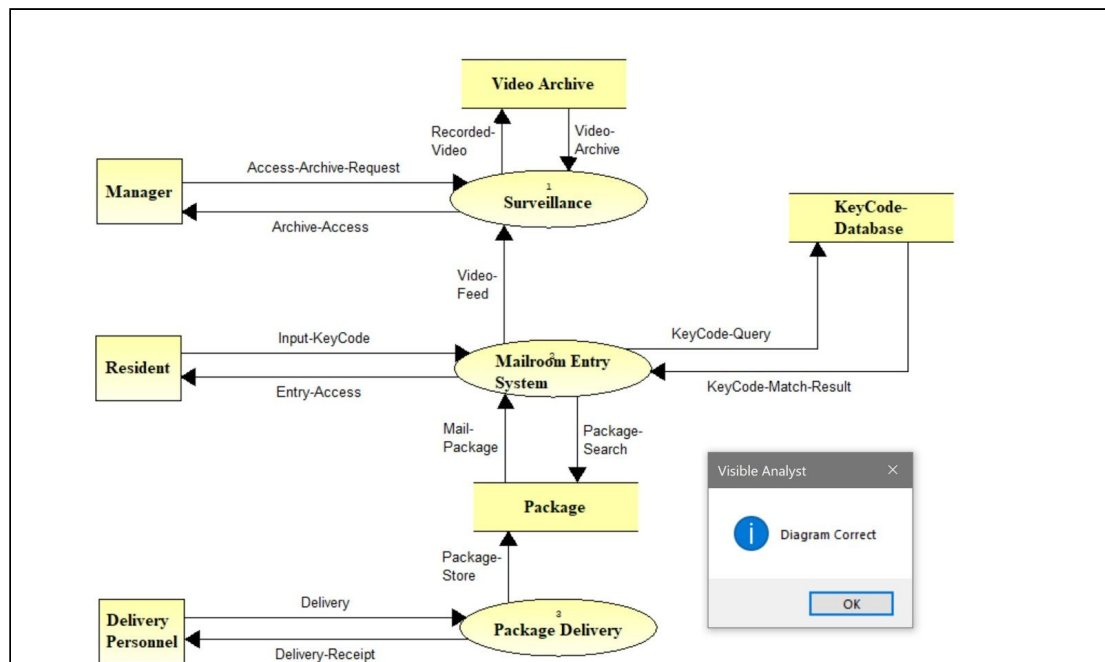 Video Archive
Recorded-
Video
Video-
Archive
Access-Archive-Request
Manager
1
Surveillance
Archive-Access
KeyCode-
Database
Video-
Feed
Input-KeyCode
KeyCode-Query
Resident
2
Mailroom Entry
System
Entry-Access
KeyCode-Match-Result
Mail-
Package
Package-
Search
Visible Analyst
Package
Diagram Correct
Package-
Store
OK
Delivery
Delivery
Personnel
3
Package Delivery
Delivery-Receipt